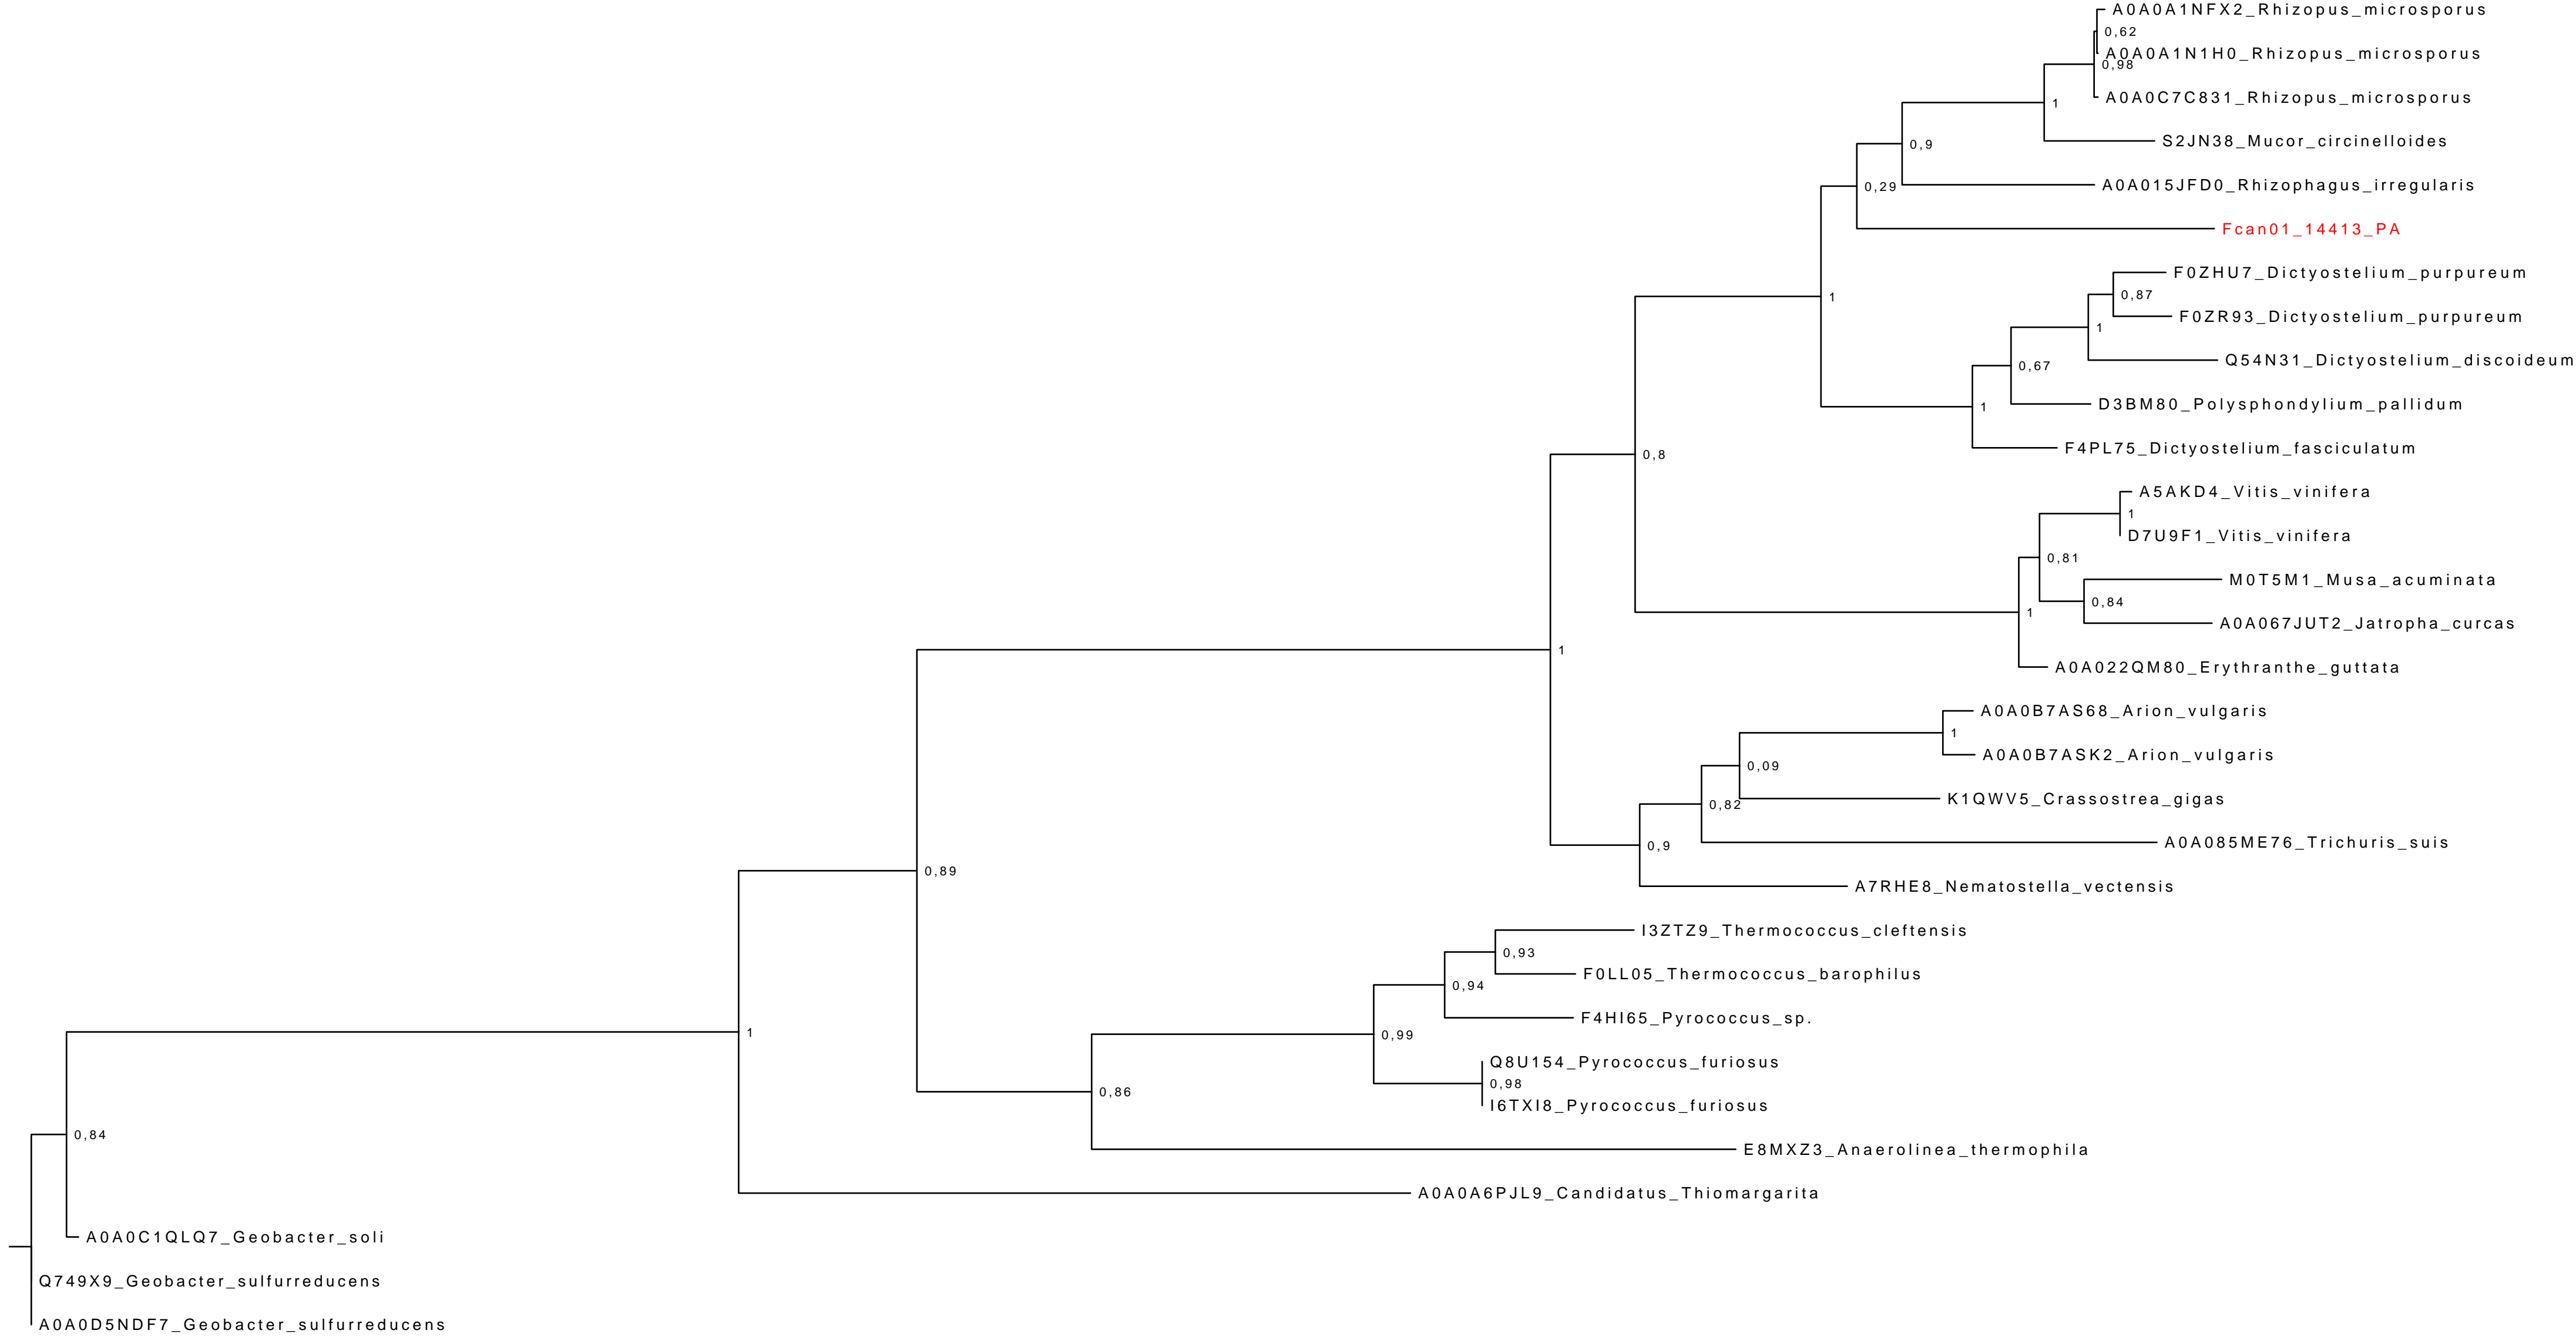 A0A0A1NFX2_Rhizopus_microsporus
0,62
A0A0A1N1H0_Rhizopus_microsporus
0,98
A0A0C7C831_Rhizopus_microsporus
1
S2JN38_Mucor_circinelloides
0,9
A0A015JFD0_Rhizophagus_irregularis
0,29
Fcan01_14413_PA
F0ZHU7_Dictyostelium_purpureum
0,87
1
F0ZR93_Dictyostelium_purpureum
1
Q54N31_Dictyostelium_discoideum
0,67
D3BM80_Polysphondylium_pallidum
1
F4PL75_Dictyostelium_fasciculatum
0,8
A5AKD4_Vitis_vinifera
1
D7U9F1_Vitis_vinifera
0,81
M0T5M1_Musa_acuminata
0,84
1
A0A067JUT2_Jatropha_curcas
1
A0A022QM80_Erythranthe_guttata
A0A0B7AS68_Arion_vulgaris
1
A0A0B7ASK2_Arion_vulgaris
0,09
K1QWV5_Crassostrea_gigas
0,82
A0A085ME76_Trichuris_suis
0,9
0,89
A7RHE8_Nematostella_vectensis
I3ZTZ9_Thermococcus_cleftensis
0,93
F0LL05_Thermococcus_barophilus
0,94
F4HI65_Pyrococcus_sp.
1
0,99
Q8U154_Pyrococcus_furiosus
0,98
0,86
I6TXI8_Pyrococcus_furiosus
0,84
E8MXZ3_Anaerolinea_thermophila
A0A0A6PJL9_Candidatus_Thiomargarita
A0A0C1QLQ7_Geobacter_soli
Q749X9_Geobacter_sulfurreducens
A0A0D5NDF7_Geobacter_sulfurreducens